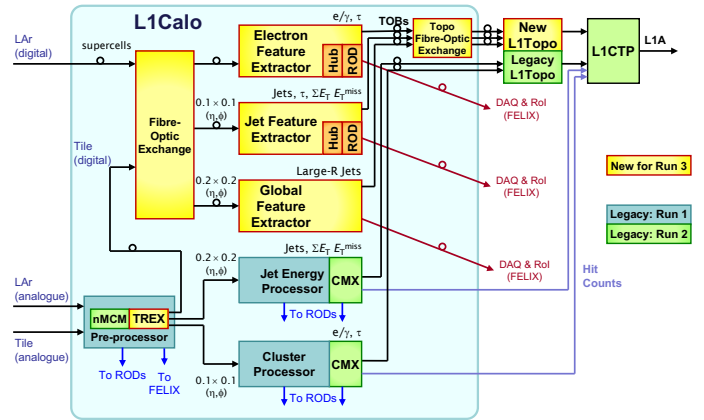 L1Calo
LAr
(digital)
supercells
Tile
(digital)
Fibre-
Optic
Exchange
e/γ, τ
Electron
Feature
Extractor
Hub
ROD
TOBs
Topo
Fibre-Optic
Exchange
New
L1Topo
Legacy
L1Topo
L1CTP
L1A
DAQ & RoI
(FELIX)
0.1 × 0.1
(η,ϕ)
Jets, τ, ΣE_T E_T^miss
Jet Feature
Extractor
Hub
ROD
DAQ & RoI
(FELIX)
0.2 × 0.2
(η,ϕ)
Large-R Jets
Global
Feature
Extractor
DAQ & RoI
(FELIX)
New for Run 3
Legacy: Run 1
Legacy: Run 2
Hit
Counts
0.2 × 0.2
(η,ϕ)
Jets, ΣE_T E_T^miss
Jet Energy
Processor
CMX
To RODs
LAr
(analogue)
Tile
(analogue)
nMCM
TREX
Pre-processor
To RODs
To
FELIX
0.1 × 0.1
(η,ϕ)
e/γ, τ
Cluster
Processor
CMX
To RODs